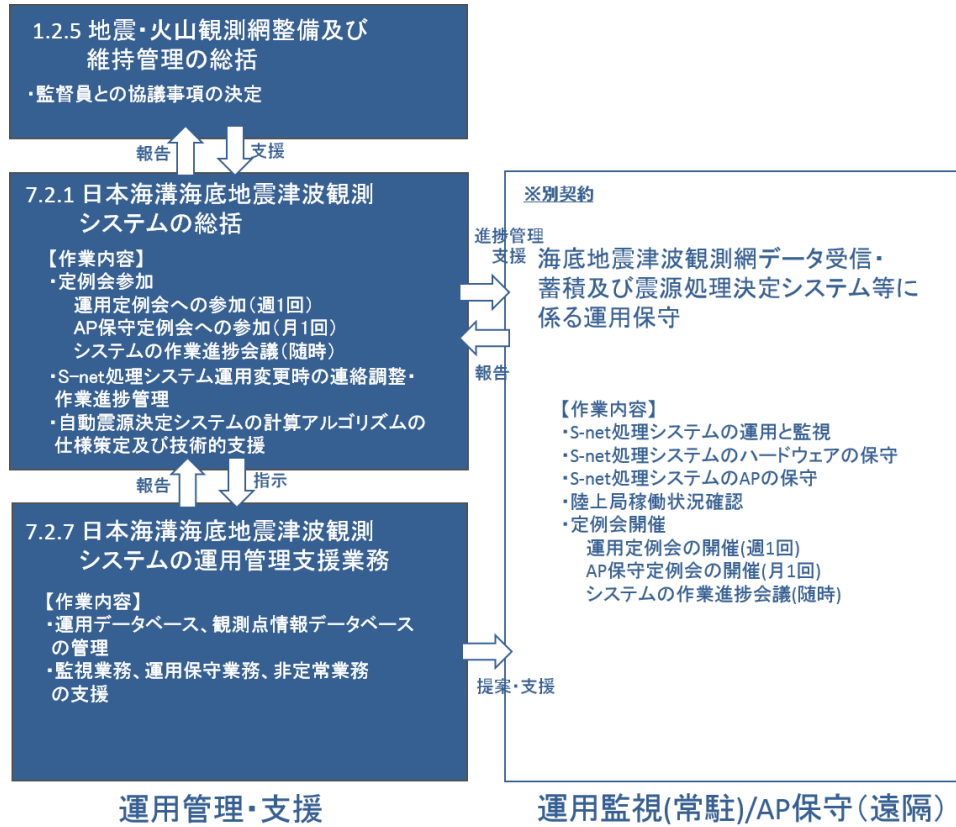 1.2.5 地震・火山観測網整備及び
維持管理の総括
・監督員との協議事項の決定
報告
支援
7.2.1 日本海溝海底地震津波観測
システムの総括
【作業内容】
・定例会参加
運用定例会への参加(週1回)
AP保守定例会への参加(月1回)
システムの作業進捗会議(随時)
・S-net処理システム運用変更時の連絡調整・
作業進捗管理
・自動震源決定システムの計算アルゴリズムの
仕様策定及び技術的支援
進捗管理
支援
報告
報告
指示
7.2.7 日本海溝海底地震津波観測
システムの運用管理支援業務
【作業内容】
・運用データベース、観測点情報データベース
の管理
・監視業務、運用保守業務、非定常業務
の支援
提案・支援
運用管理・支援
※別契約
海底地震津波観測網データ受信・
蓄積及び震源処理決定システム等に
係る運用保守
【作業内容】
・S-net処理システムの運用と監視
・S-net処理システムのハードウェアの保守
・S-net処理システムのAPの保守
・陸上局稼働状況確認
・定例会開催
運用定例会の開催(週1回)
AP保守定例会の開催(月1回)
システムの作業進捗会議(随時)
運用監視(常駐)/AP保守(遠隔)